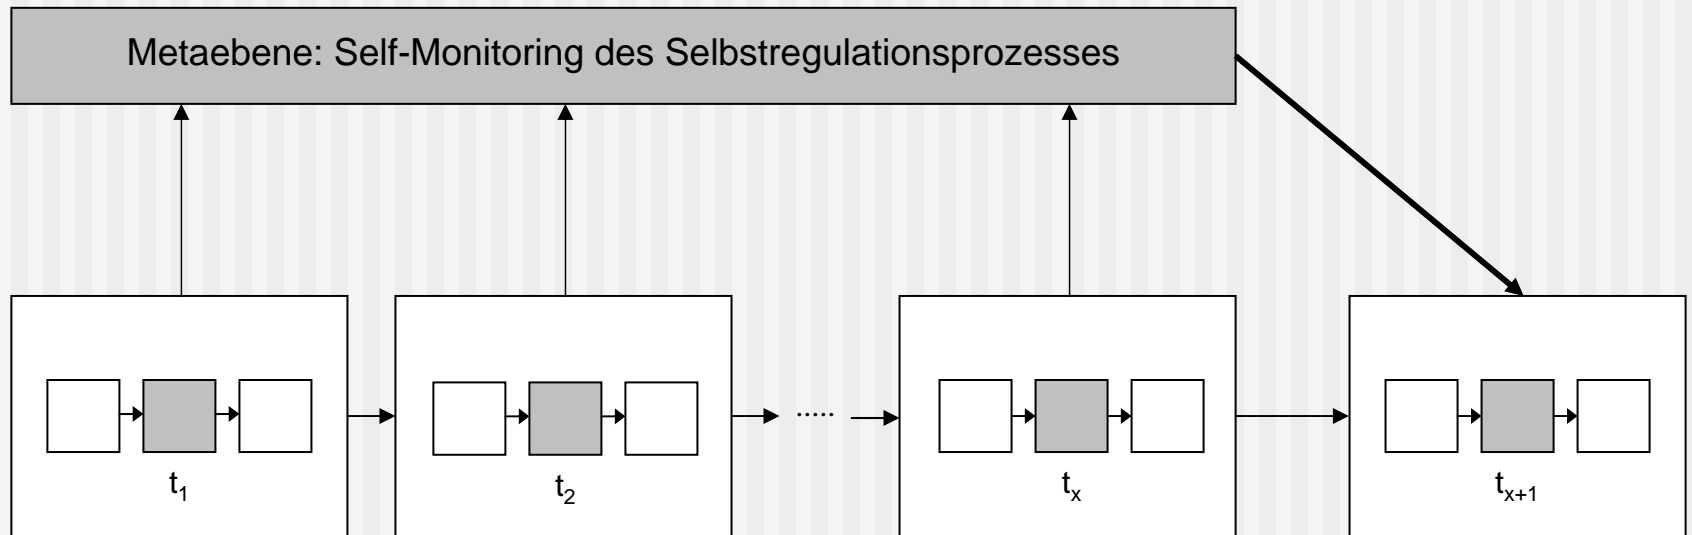 Metaebene: Self-Monitoring des Selbstregulationsprozesses
.....
t₁
t₂
tₓ
tₓ₊₁